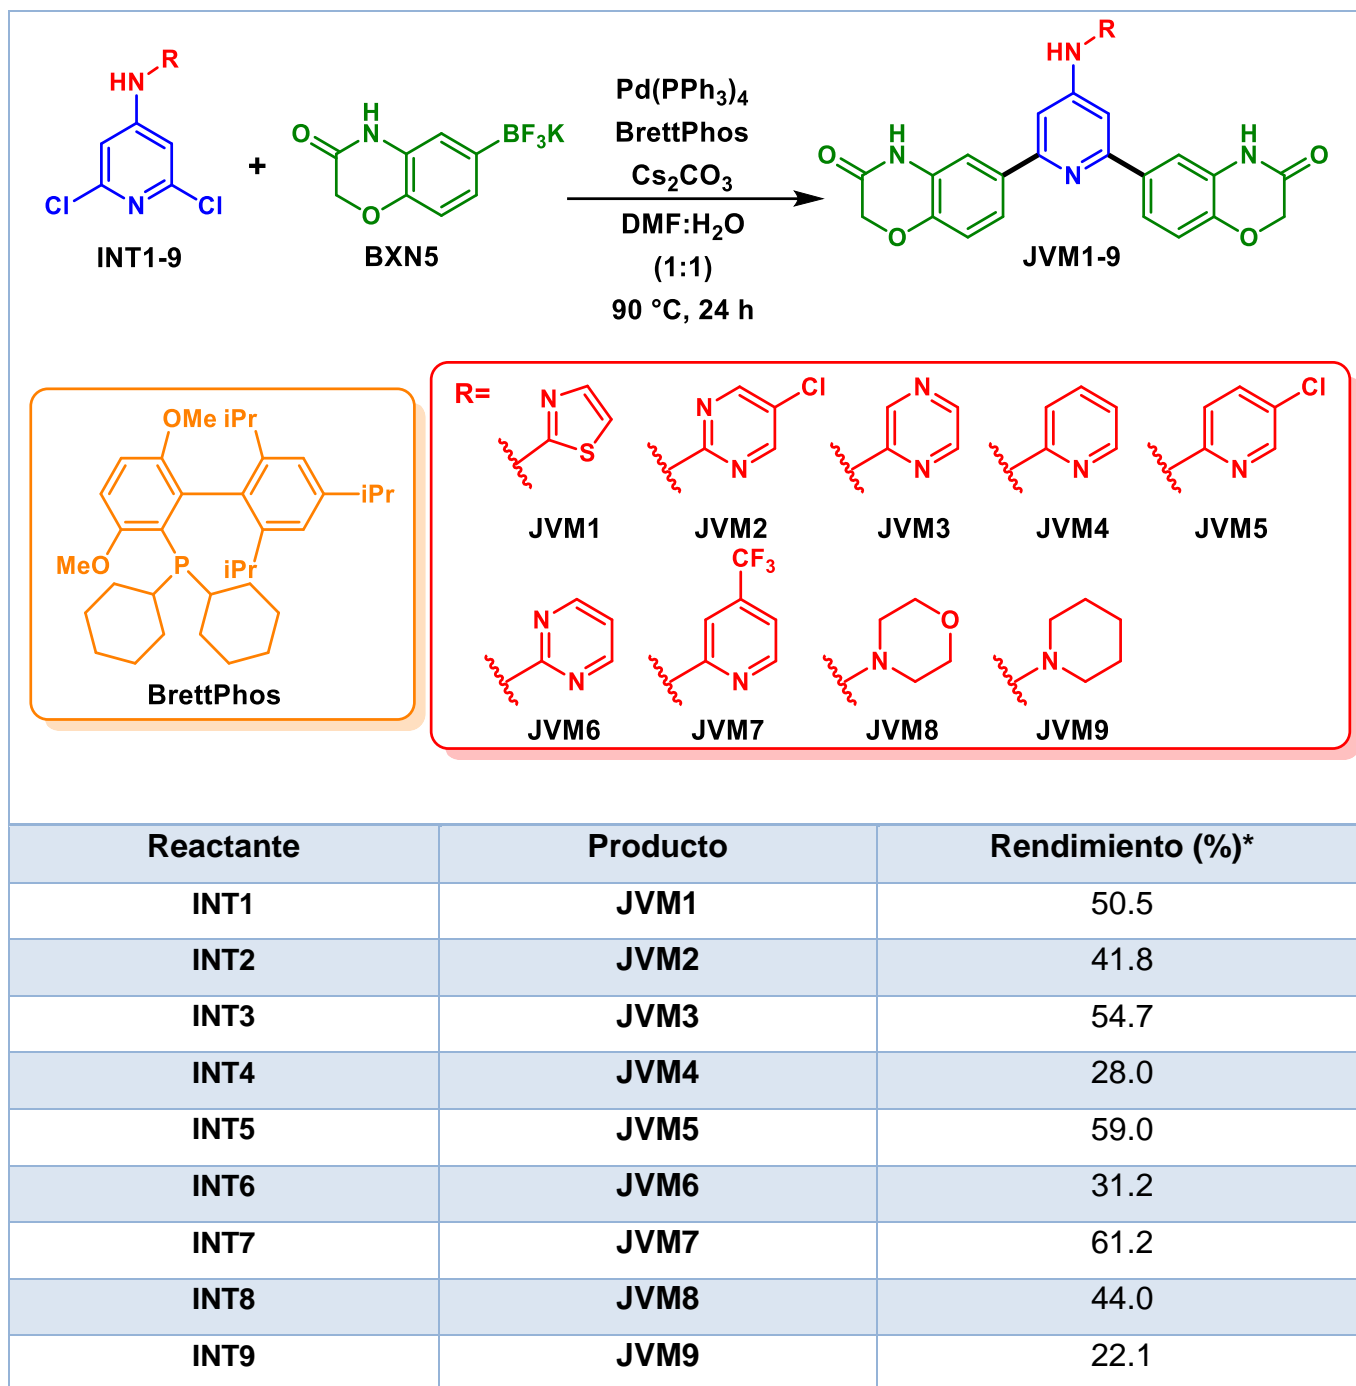 R
HN
Cl N Cl
INT1-9
+
H
N
O
O
BF3K
BXN5
Pd(PPh3)4
BrettPhos
Cs2CO3
DMF:H2O
(1:1)
90 °C, 24 h
R
HN
H
N
O
O
N
H
N
O
O
JVM1-9
OMe iPr
iPr
MeO
P
iPr
BrettPhos
R=
N
S
JVM1
N
N
Cl
JVM2
N
N
JVM3
N
JVM4
N
Cl
JVM5
N
N
JVM6
CF3
N
JVM7
N
O
JVM8
N
JVM9
Reactante Producto Rendimiento (%)*
INT1 JVM1 50.5
INT2 JVM2 41.8
INT3 JVM3 54.7
INT4 JVM4 28.0
INT5 JVM5 59.0
INT6 JVM6 31.2
INT7 JVM7 61.2
INT8 JVM8 44.0
INT9 JVM9 22.1